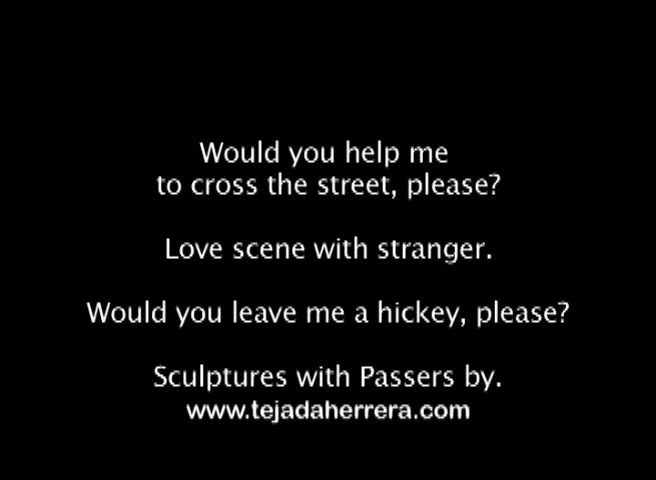 Would you help me
to cross the street, please?
Love scene with stranger.
Would you leave me a hickey, please?
Sculptures with Passers by.
www.tejadaherrera.com